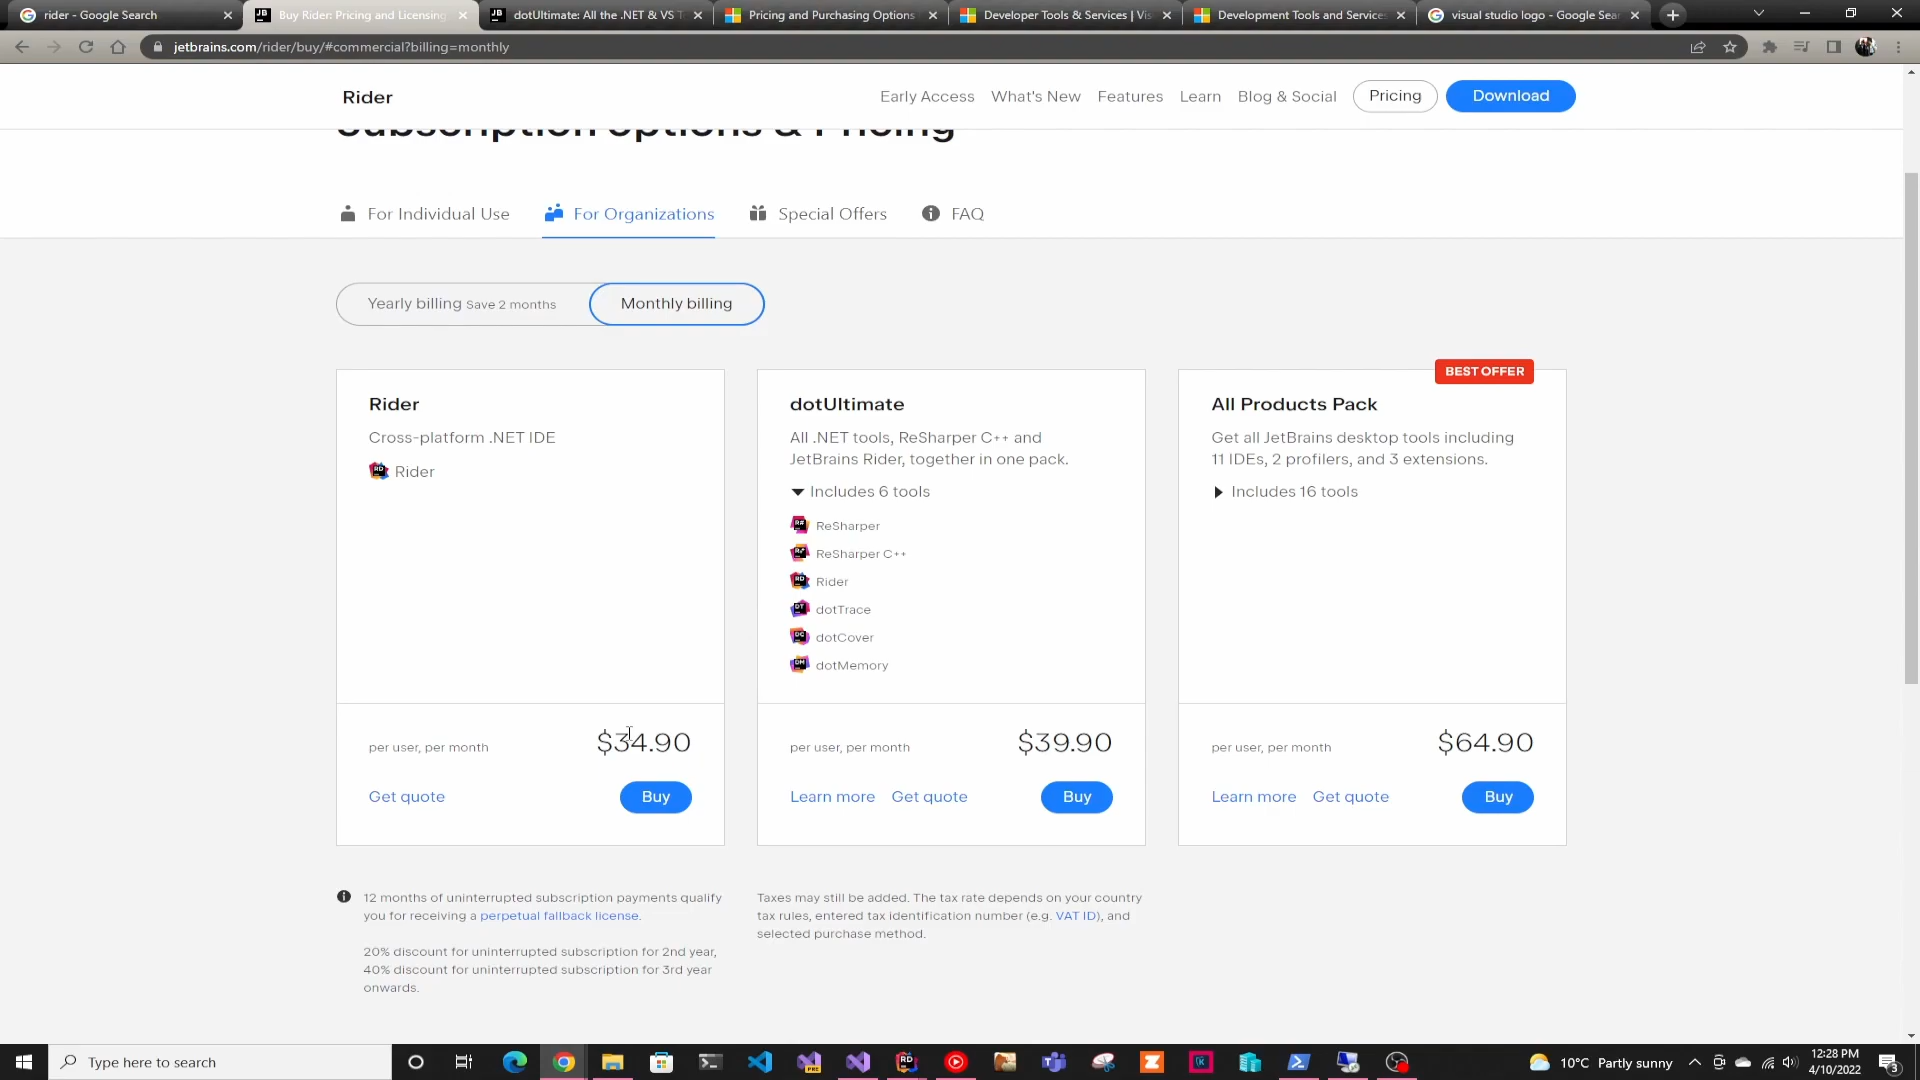 rider - Google Search
Buy Rider: Pricing and Licensing
dotUltimate: All the .NET & VS T
Pricing and Purchasing Options
Developer Tools & Services | Vis
Development Tools and Services
visual studio logo - Google Sear
jetbrains.com/rider/buy/#commercial?billing=monthly
Rider
Early Access
What's New
Features
Learn
Blog & Social
Pricing
Download
Subscription options & Pricing
For Individual Use
For Organizations
Special Offers
FAQ
Yearly billing Save 2 months
Monthly billing
Rider
Cross-platform .NET IDE
RD Rider
per user, per month
$34.90
Get quote
Buy
dotUltimate
All .NET tools, ReSharper C++ and
JetBrains Rider, together in one pack.
Includes 6 tools
ReSharper
ReSharper C++
Rider
dotTrace
dotCover
dotMemory
per user, per month
$39.90
Learn more
Get quote
Buy
BEST OFFER
All Products Pack
Get all JetBrains desktop tools including
11 IDEs, 2 profilers, and 3 extensions.
Includes 16 tools
per user, per month
$64.90
Learn more
Get quote
Buy
12 months of uninterrupted subscription payments qualify
you for receiving a perpetual fallback license.
20% discount for uninterrupted subscription for 2nd year,
40% discount for uninterrupted subscription for 3rd year
onwards.
Taxes may still be added. The tax rate depends on your country
tax rules, entered tax identification number (e.g. VAT ID), and
selected purchase method.
Type here to search
10°C Partly sunny
12:28 PM
4/10/2022
3